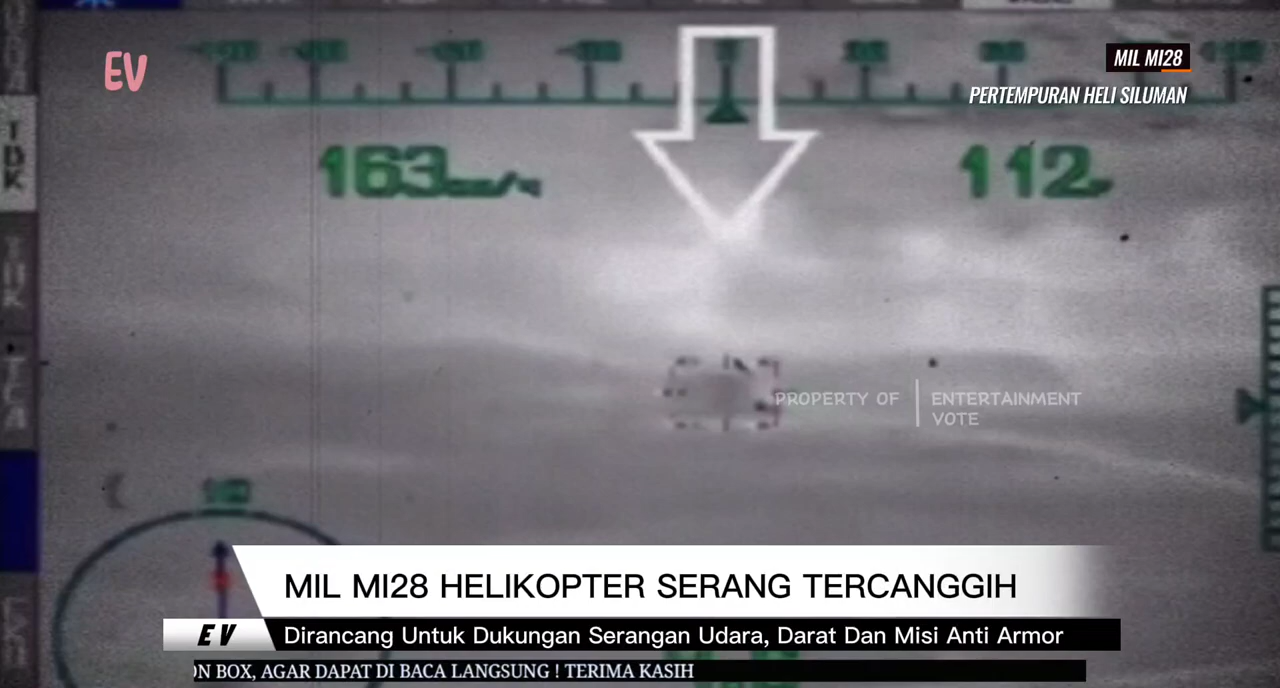 EV
MIL MI28
PERTEMPURAN HELI SILUMAN
163
112
PROPERTY OF
ENTERTAINMENT
VOTE
MIL MI28 HELIKOPTER SERANG TERCANGGIH
EV
Dirancang Untuk Dukungan Serangan Udara, Darat Dan Misi Anti Armor
ON BOX, AGAR DAPAT DI BACA LANGSUNG ! TERIMA KASIH